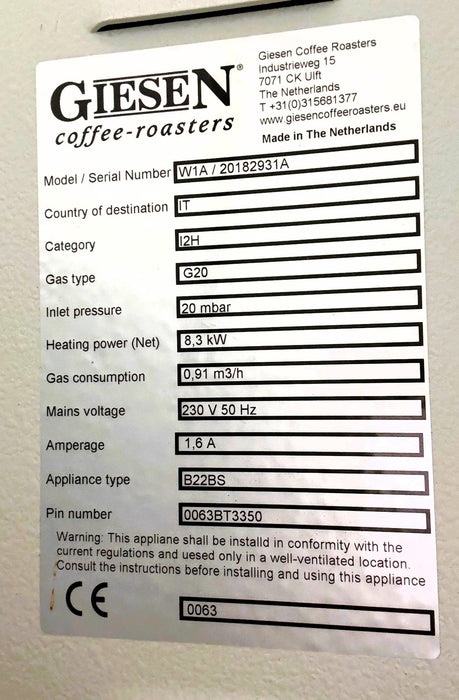 GIESEN®
coffee-roasters
Giesen Coffee Roasters
Industrieweg 15
7071 CK Ulft
The Netherlands
T +31(0)315681377
www.giesencoffeeroasters.eu
Made in The Netherlands
Model / Serial Number W1A / 20182931A
Country of destination IT
Category I2H
Gas type G20
Inlet pressure 20 mbar
Heating power (Net) 8,3 kW
Gas consumption 0,91 m3/h
Mains voltage 230 V 50 Hz
Amperage 1,6 A
Appliance type B22BS
Pin number 0063BT3350
Warning: This appliane shall be installd in conformity with the
current regulations and uesed only in a well-ventilated location.
Consult the instructions before installing and using this appliance
CE 0063